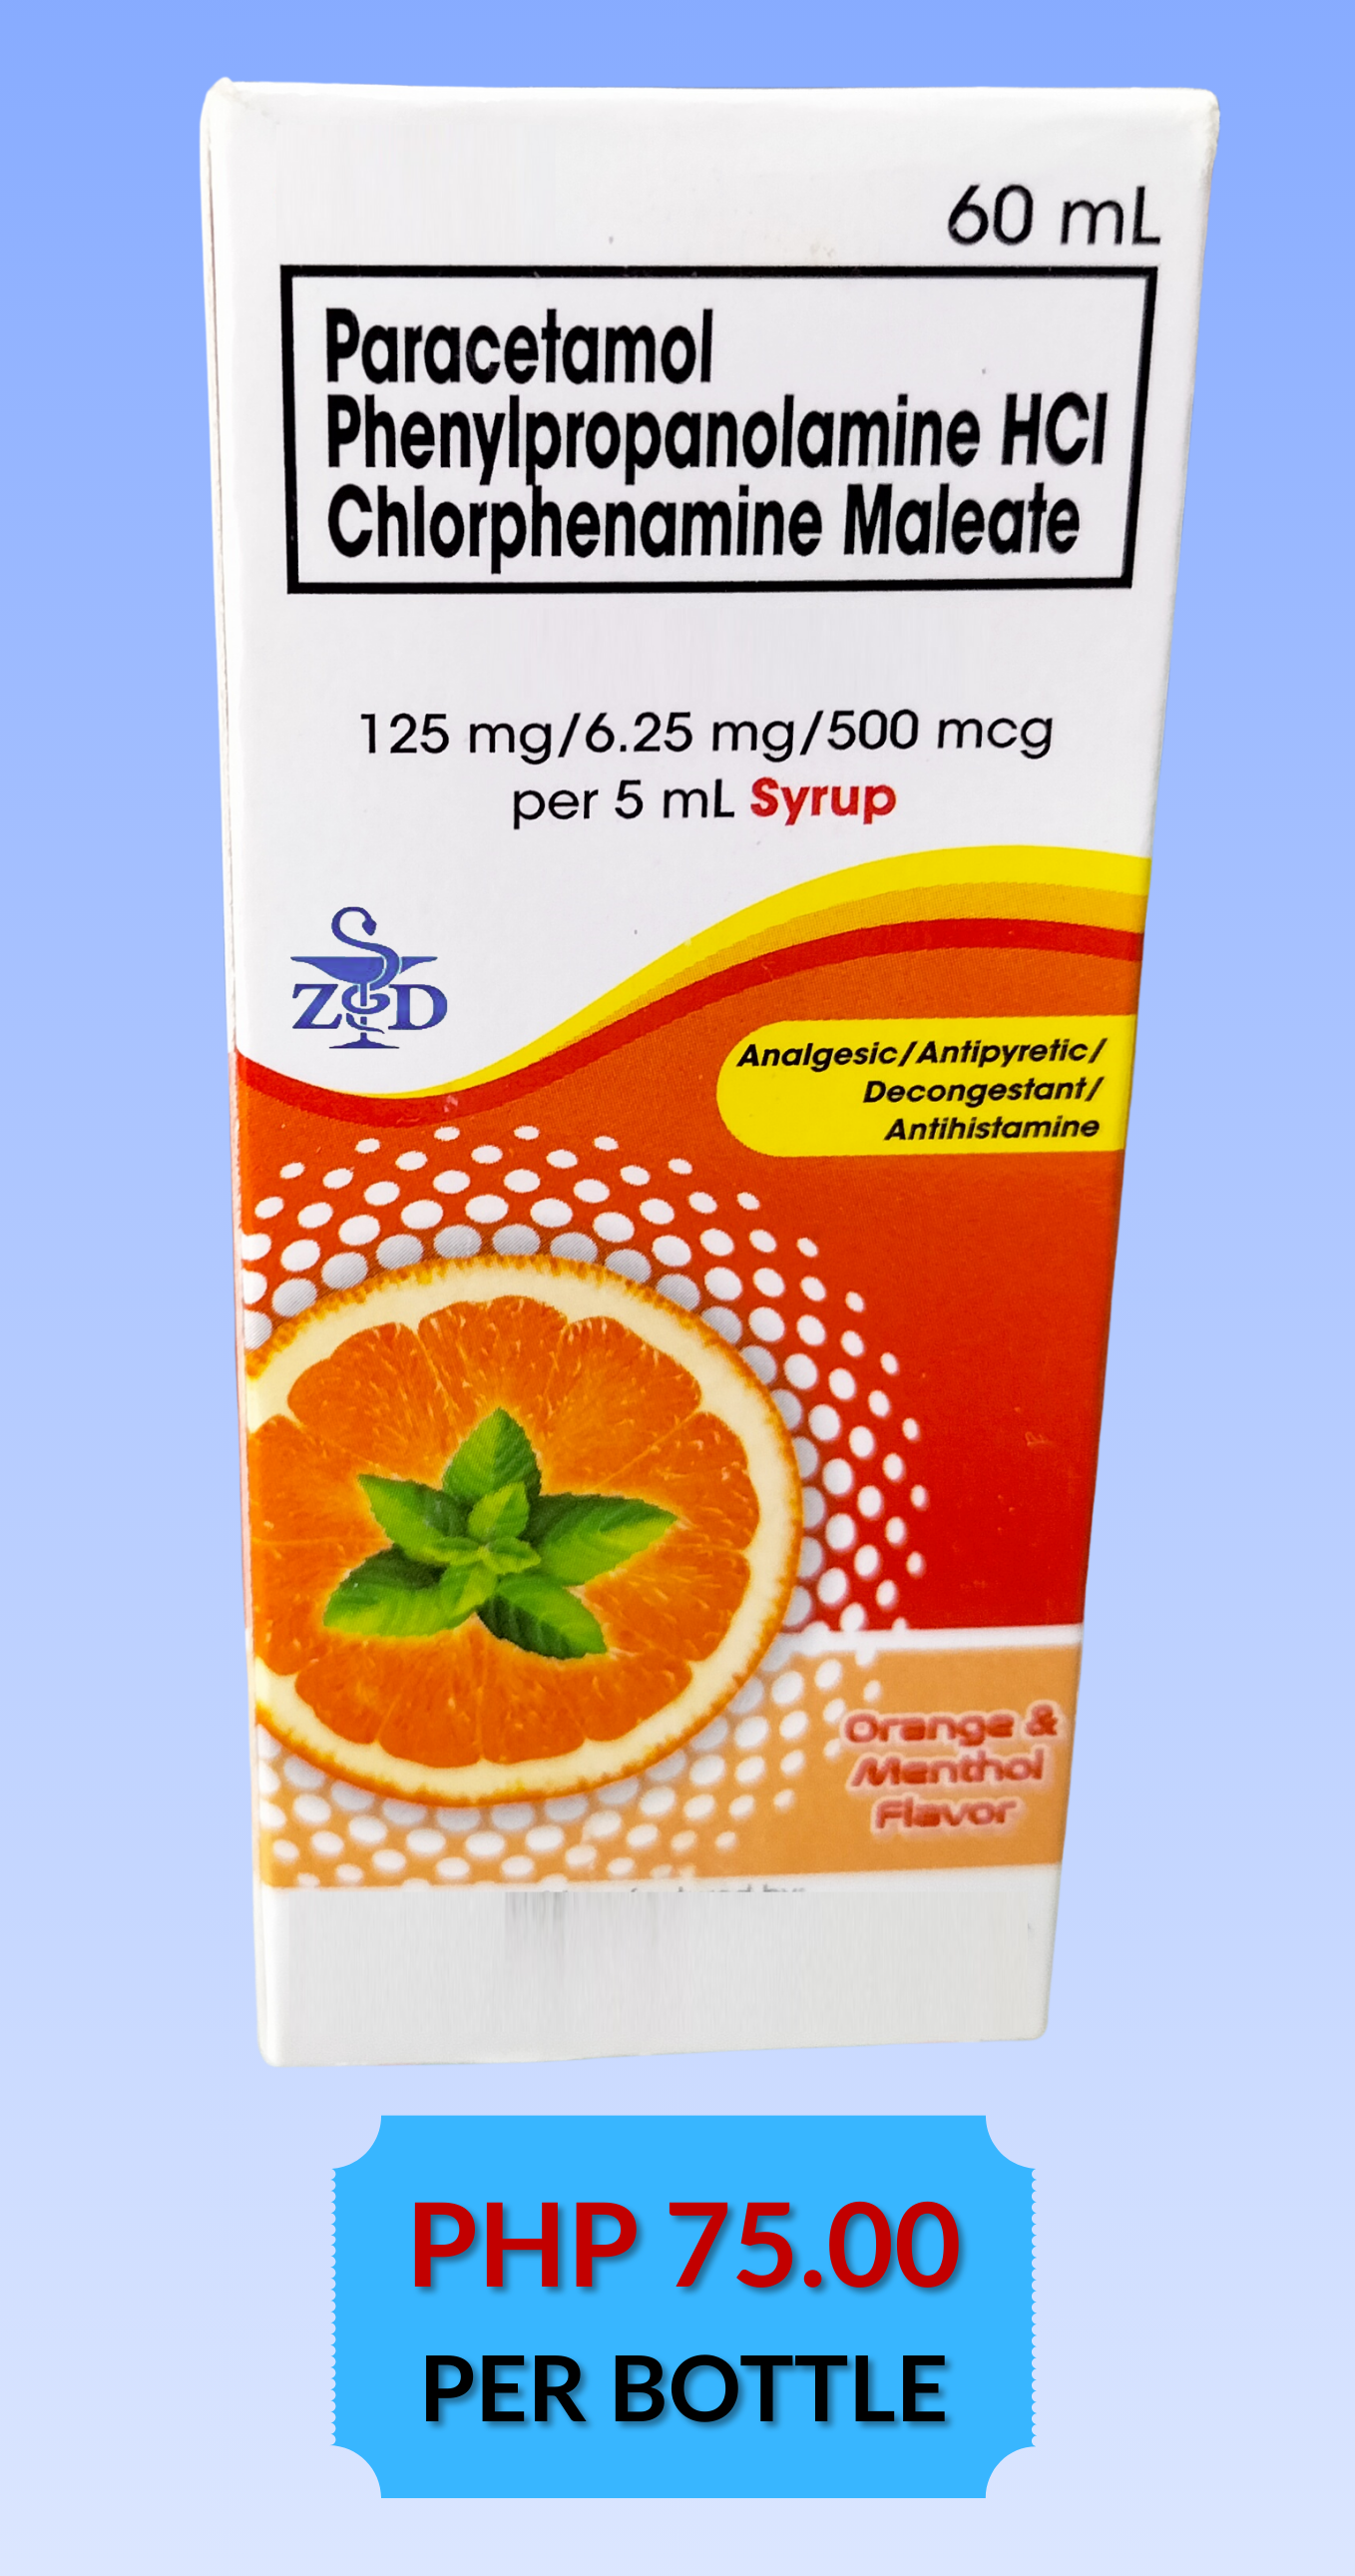 60 mL
Paracetamol
Phenylpropanolamine HCl
Chlorphenamine Maleate
125 mg/6.25 mg/500 mcg
per 5 mL Syrup
ZD
Analgesic/Antipyretic/
Decongestant/
Antihistamine
Orange &
Menthol
Flavor
PHP 75.00
PER BOTTLE